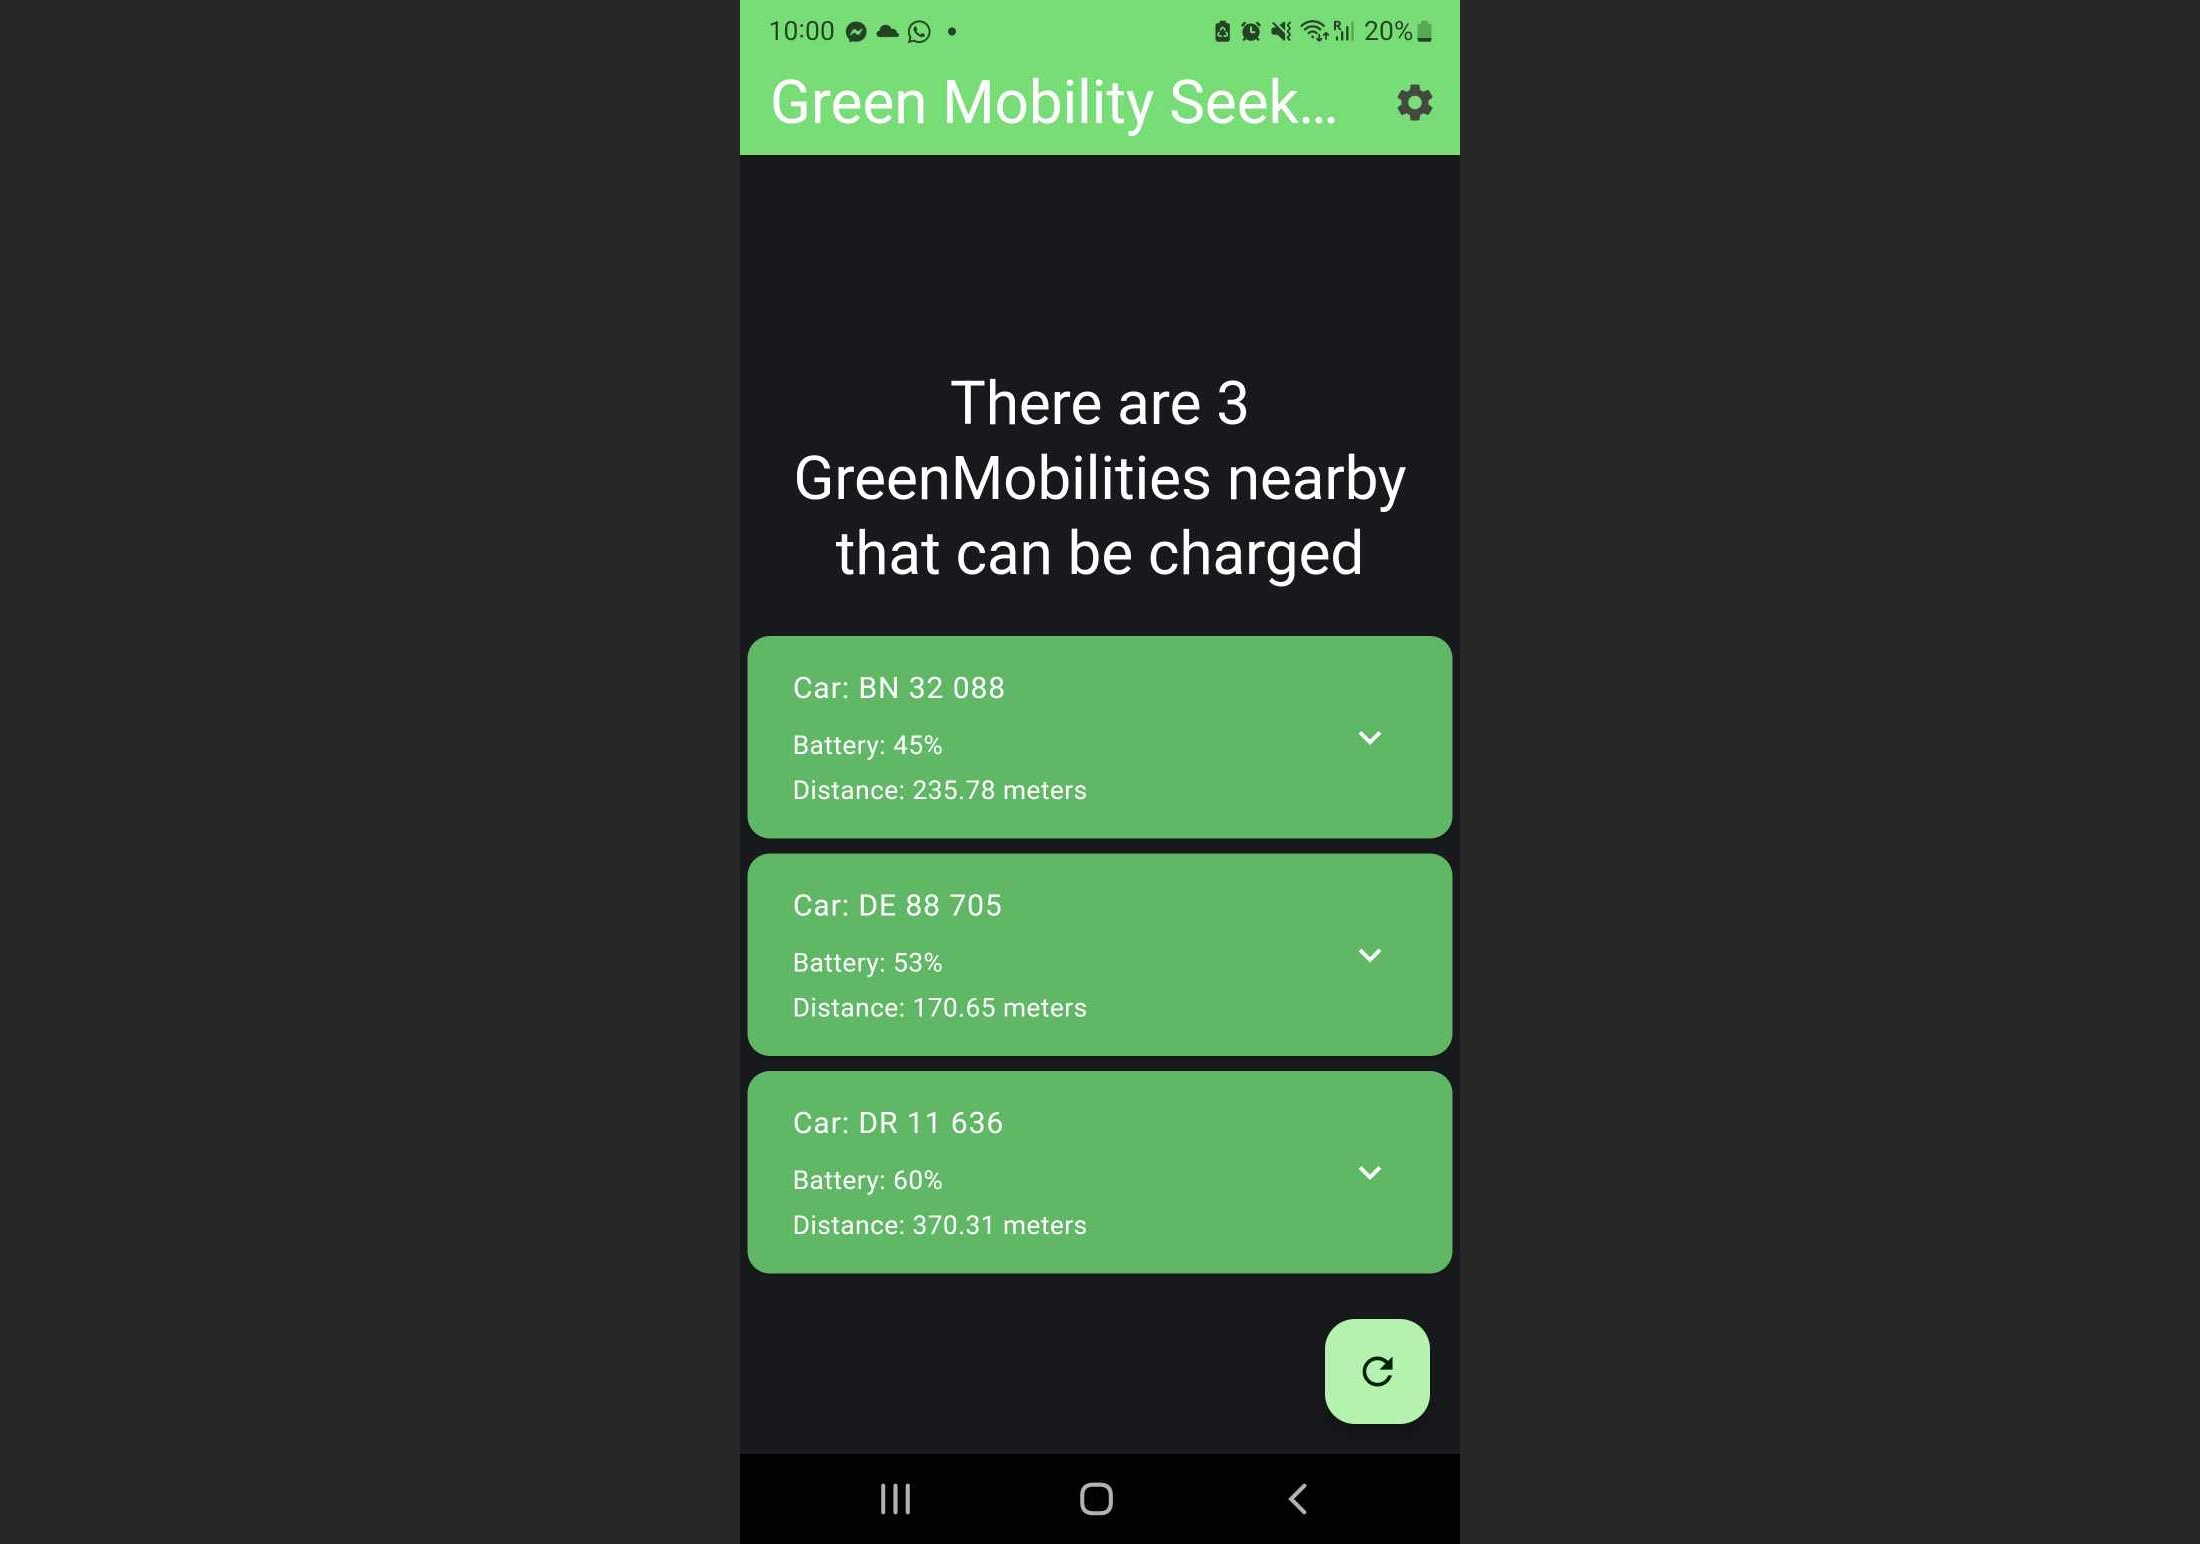 10:00
R
20%
Green Mobility Seek...
There are 3
GreenMobilities nearby
that can be charged
Car: BN 32 088
Battery: 45%
Distance: 235.78 meters
Car: DE 88 705
Battery: 53%
Distance: 170.65 meters
Car: DR 11 636
Battery: 60%
Distance: 370.31 meters